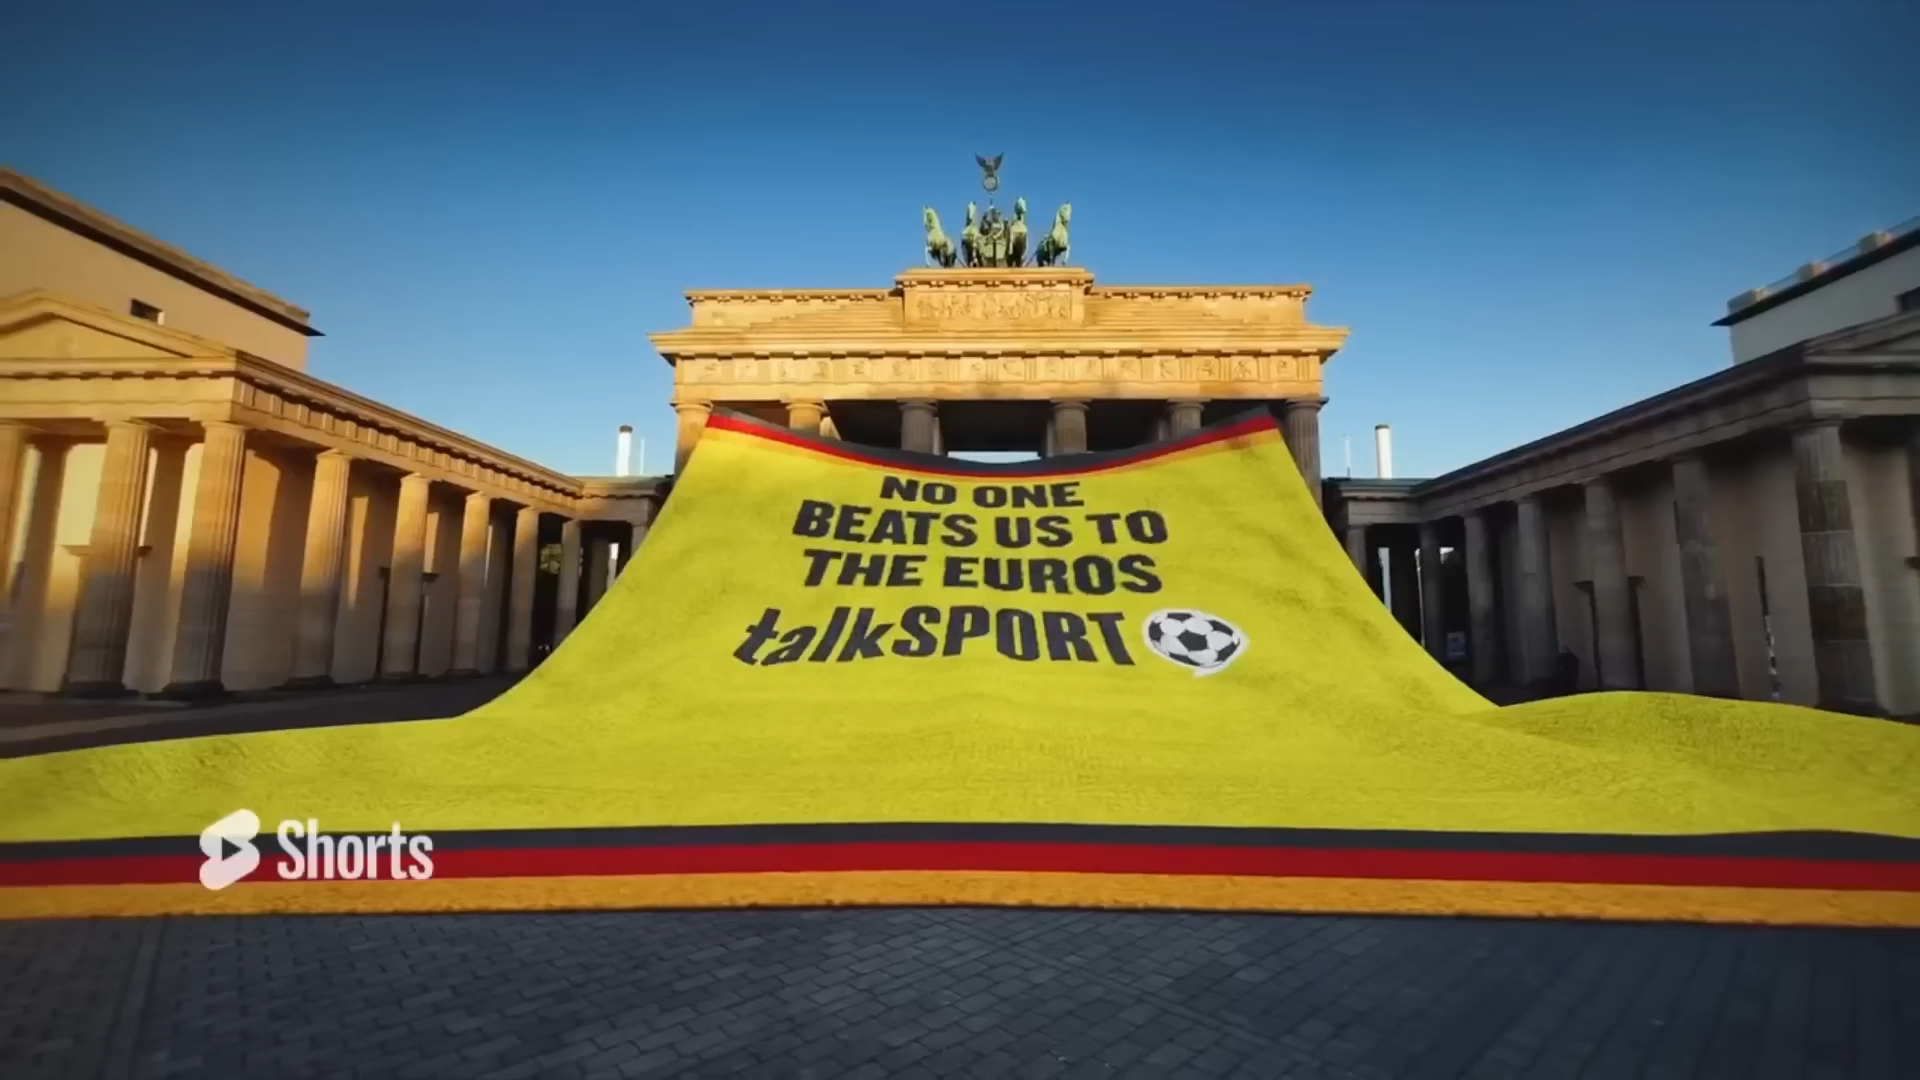 NO ONE
BEATS US TO
THE EUROS
talkSPORT
Shorts